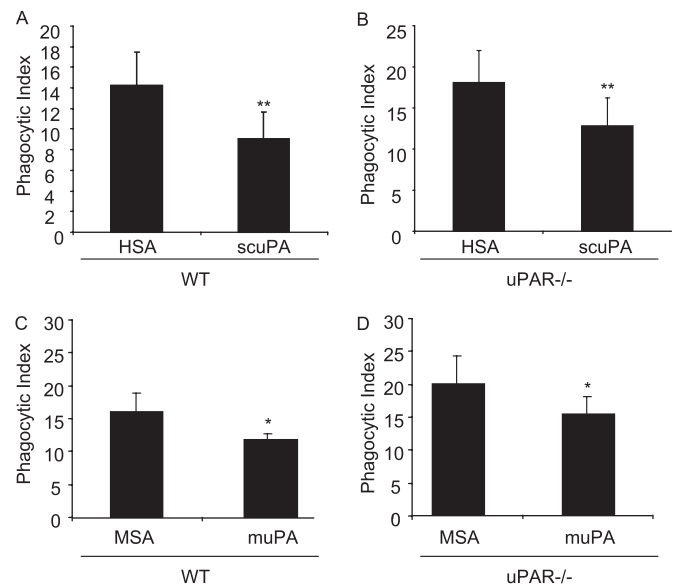 A
Phagocytic Index
20
18
16
14
12
10
8
6
4
2
0
**
HSA
scuPA
WT
B
Phagocytic Index
25
20
15
10
5
0
**
HSA
scuPA
uPAR-/-
C
Phagocytic Index
30
25
20
15
10
5
0
*
MSA
muPA
WT
D
Phagocytic Index
30
25
20
15
10
5
0
*
MSA
muPA
uPAR-/-